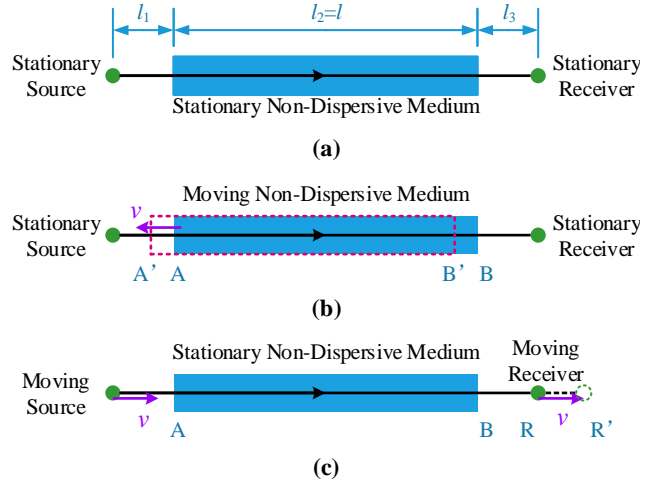 l₁ l₂=l l₃
Stationary Source
Stationary Receiver
Stationary Non-Dispersive Medium
(a)
Moving Non-Dispersive Medium
v
Stationary Source
Stationary Receiver
A’ A B’ B
(b)
Stationary Non-Dispersive Medium
Moving Receiver
Moving Source
v v
A B R R’
(c)